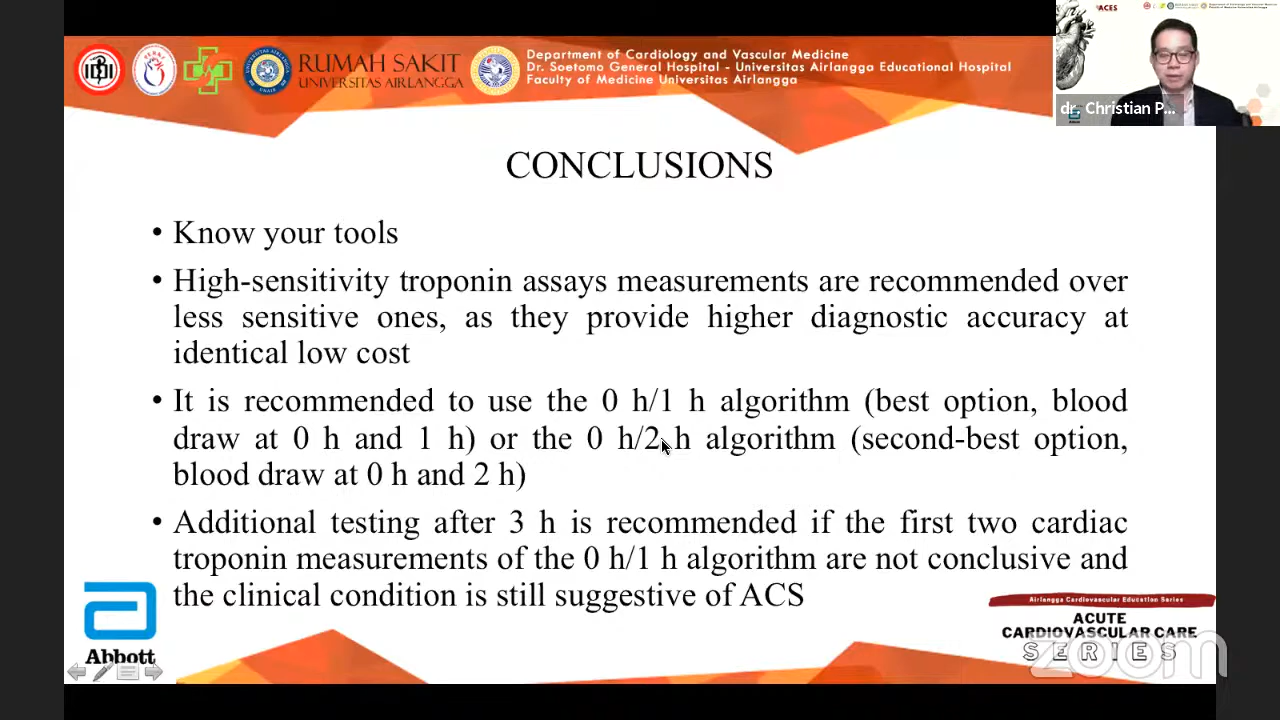 ACES
RUMAH SAKIT
UNIVERSITAS AIRLANGGA
Department of Cardiology and Vascular Medicine
Dr. Soetomo General Hospital - Universitas Airlangga Educational Hospital
Faculty of Medicine Universitas Airlangga
dr. Christian P...
CONCLUSIONS
• Know your tools
• High-sensitivity troponin assays measurements are recommended over
less sensitive ones, as they provide higher diagnostic accuracy at
identical low cost
• It is recommended to use the 0 h/1 h algorithm (best option, blood
draw at 0 h and 1 h) or the 0 h/2 h algorithm (second-best option,
blood draw at 0 h and 2 h)
• Additional testing after 3 h is recommended if the first two cardiac
troponin measurements of the 0 h/1 h algorithm are not conclusive and
the clinical condition is still suggestive of ACS
Abbott
Airlangga Cardiovascular Education Series
ACUTE
CARDIOVASCULAR CARE
SERIES
zoom